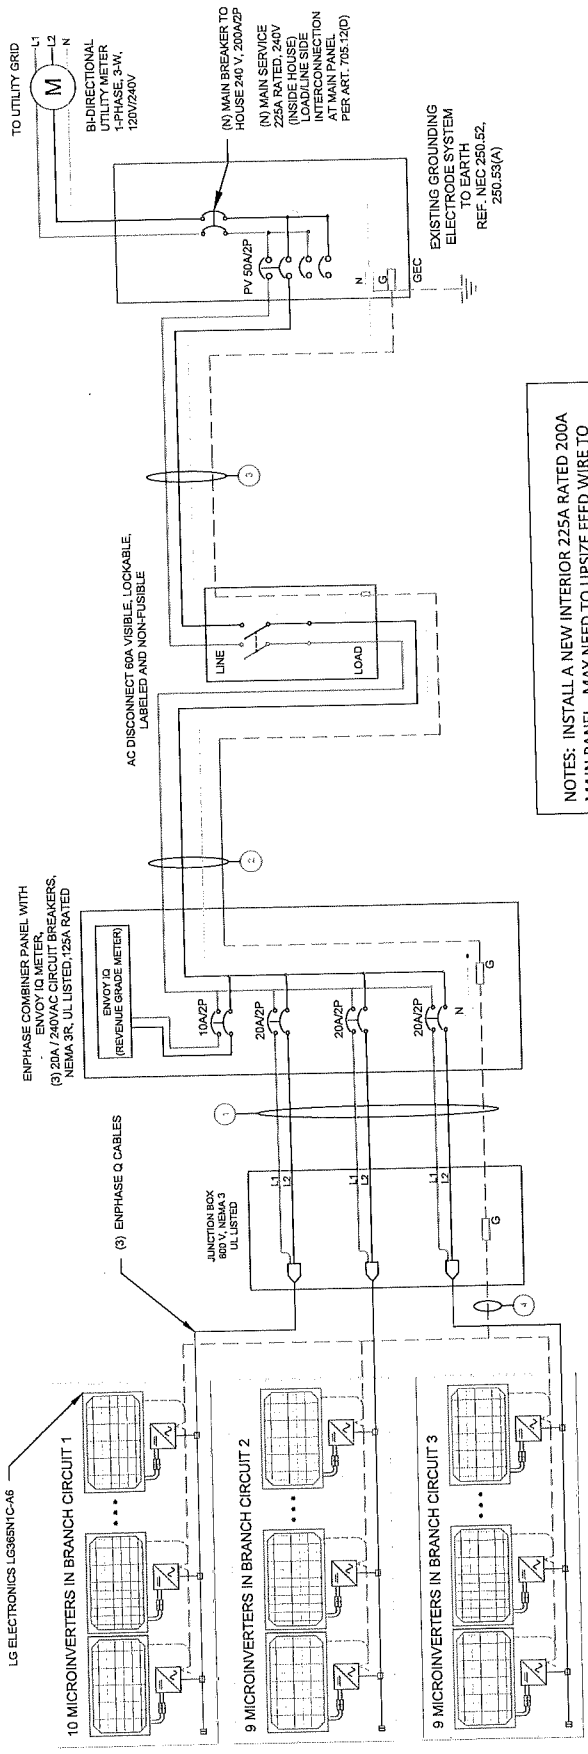 LG ELECTRONICS LG365N1C-A6
10 MICROINVERTERS IN BRANCH CIRCUIT 1
9 MICROINVERTERS IN BRANCH CIRCUIT 2
9 MICROINVERTERS IN BRANCH CIRCUIT 3
(3) ENPHASE Q CABLES
JUNCTION BOX
600 V, NEMA 3
UL LISTED
L1
L2
L1
L2
L1
L2
G
4
1
ENPHASE COMBINER PANEL WITH
ENVOY IQ METER,
(3) 20A / 240VAC CIRCUIT BREAKERS,
NEMA 3R, UL LISTED,125A RATED
ENVOY IQ
(REVENUE GRADE METER)
10A/2P
20A/2P
20A/2P
20A/2P
N
G
2
AC DISCONNECT 60A VISIBLE, LOCKABLE,
LABELED AND NON-FUSIBLE
LINE
LOAD
3
PV 50A/2P
N
G
GEC
TO UTILITY GRID
L1
L2
N
M
BI-DIRECTIONAL
UTILITY METER
1-PHASE, 3-W,
120V/240V
(N) MAIN BREAKER TO
HOUSE 240 V, 200A/2P
(N) MAIN SERVICE
225A RATED, 240V
(INSIDE HOUSE)
LOAD/LINE SIDE
INTERCONNECTION
AT MAIN PANEL
PER ART. 705.12(D)
EXISTING GROUNDING
ELECTRODE SYSTEM
TO EARTH
REF. NEC 250.52,
250.53(A)
NOTES: INSTALL A NEW INTERIOR 225A RATED 200A
MAIN PANEL. MAY NEED TO UPSIZE FEED WIRE TO